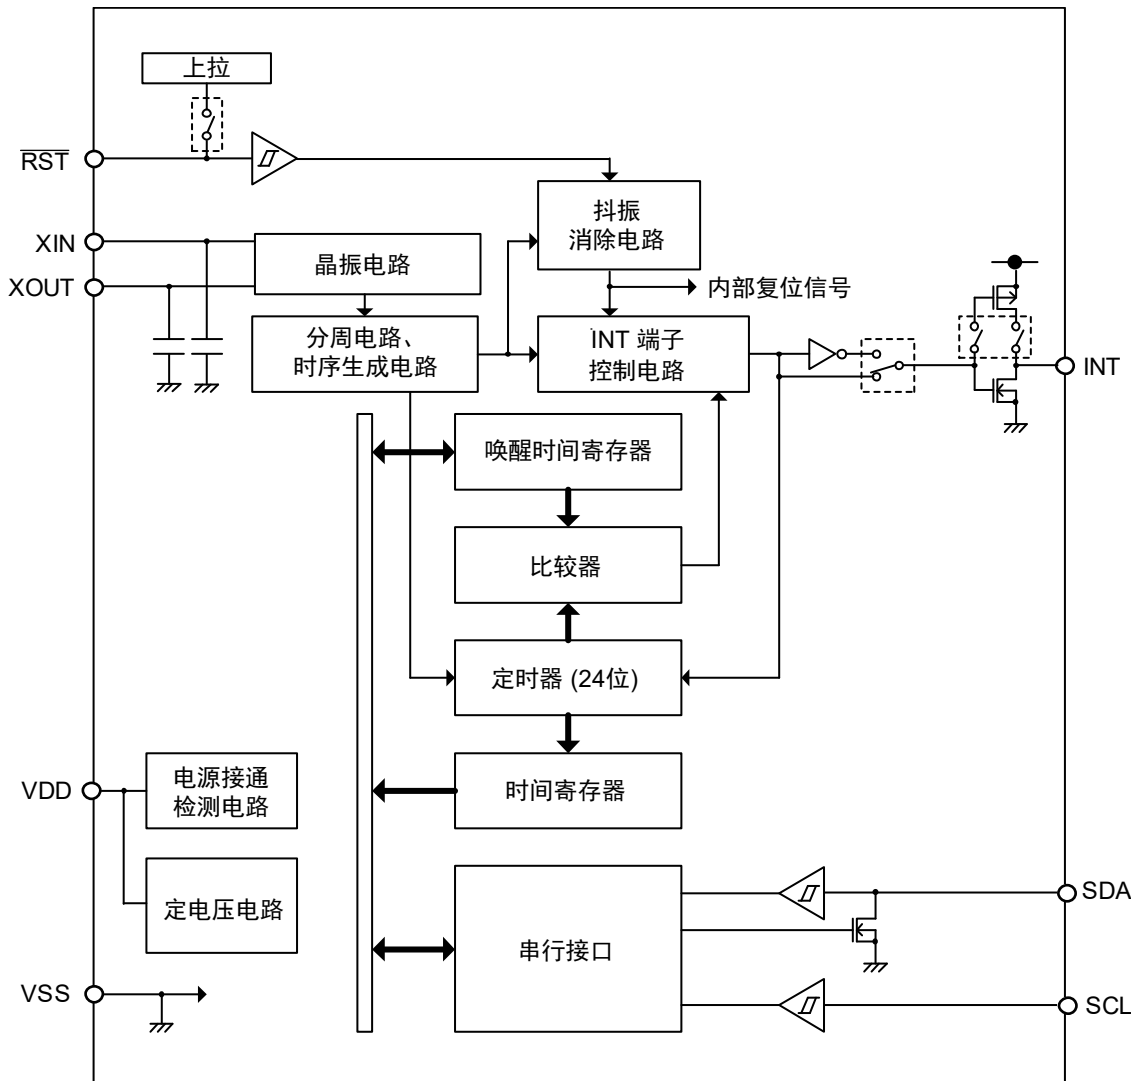 上拉
RST
抖振
消除电路
XIN
晶振电路
XOUT
内部复位信号
分周电路、
时序生成电路
INT 端子
控制电路
INT
唤醒时间寄存器
比较器
定时器 (24位)
VDD
电源接通
检测电路
时间寄存器
定电压电路
SDA
串行接口
VSS
SCL